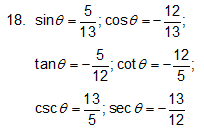 18. sinθ = 5/13; cosθ = −12/13;
tanθ = −5/12; cotθ = −12/5;
cscθ = 13/5; secθ = −13/12